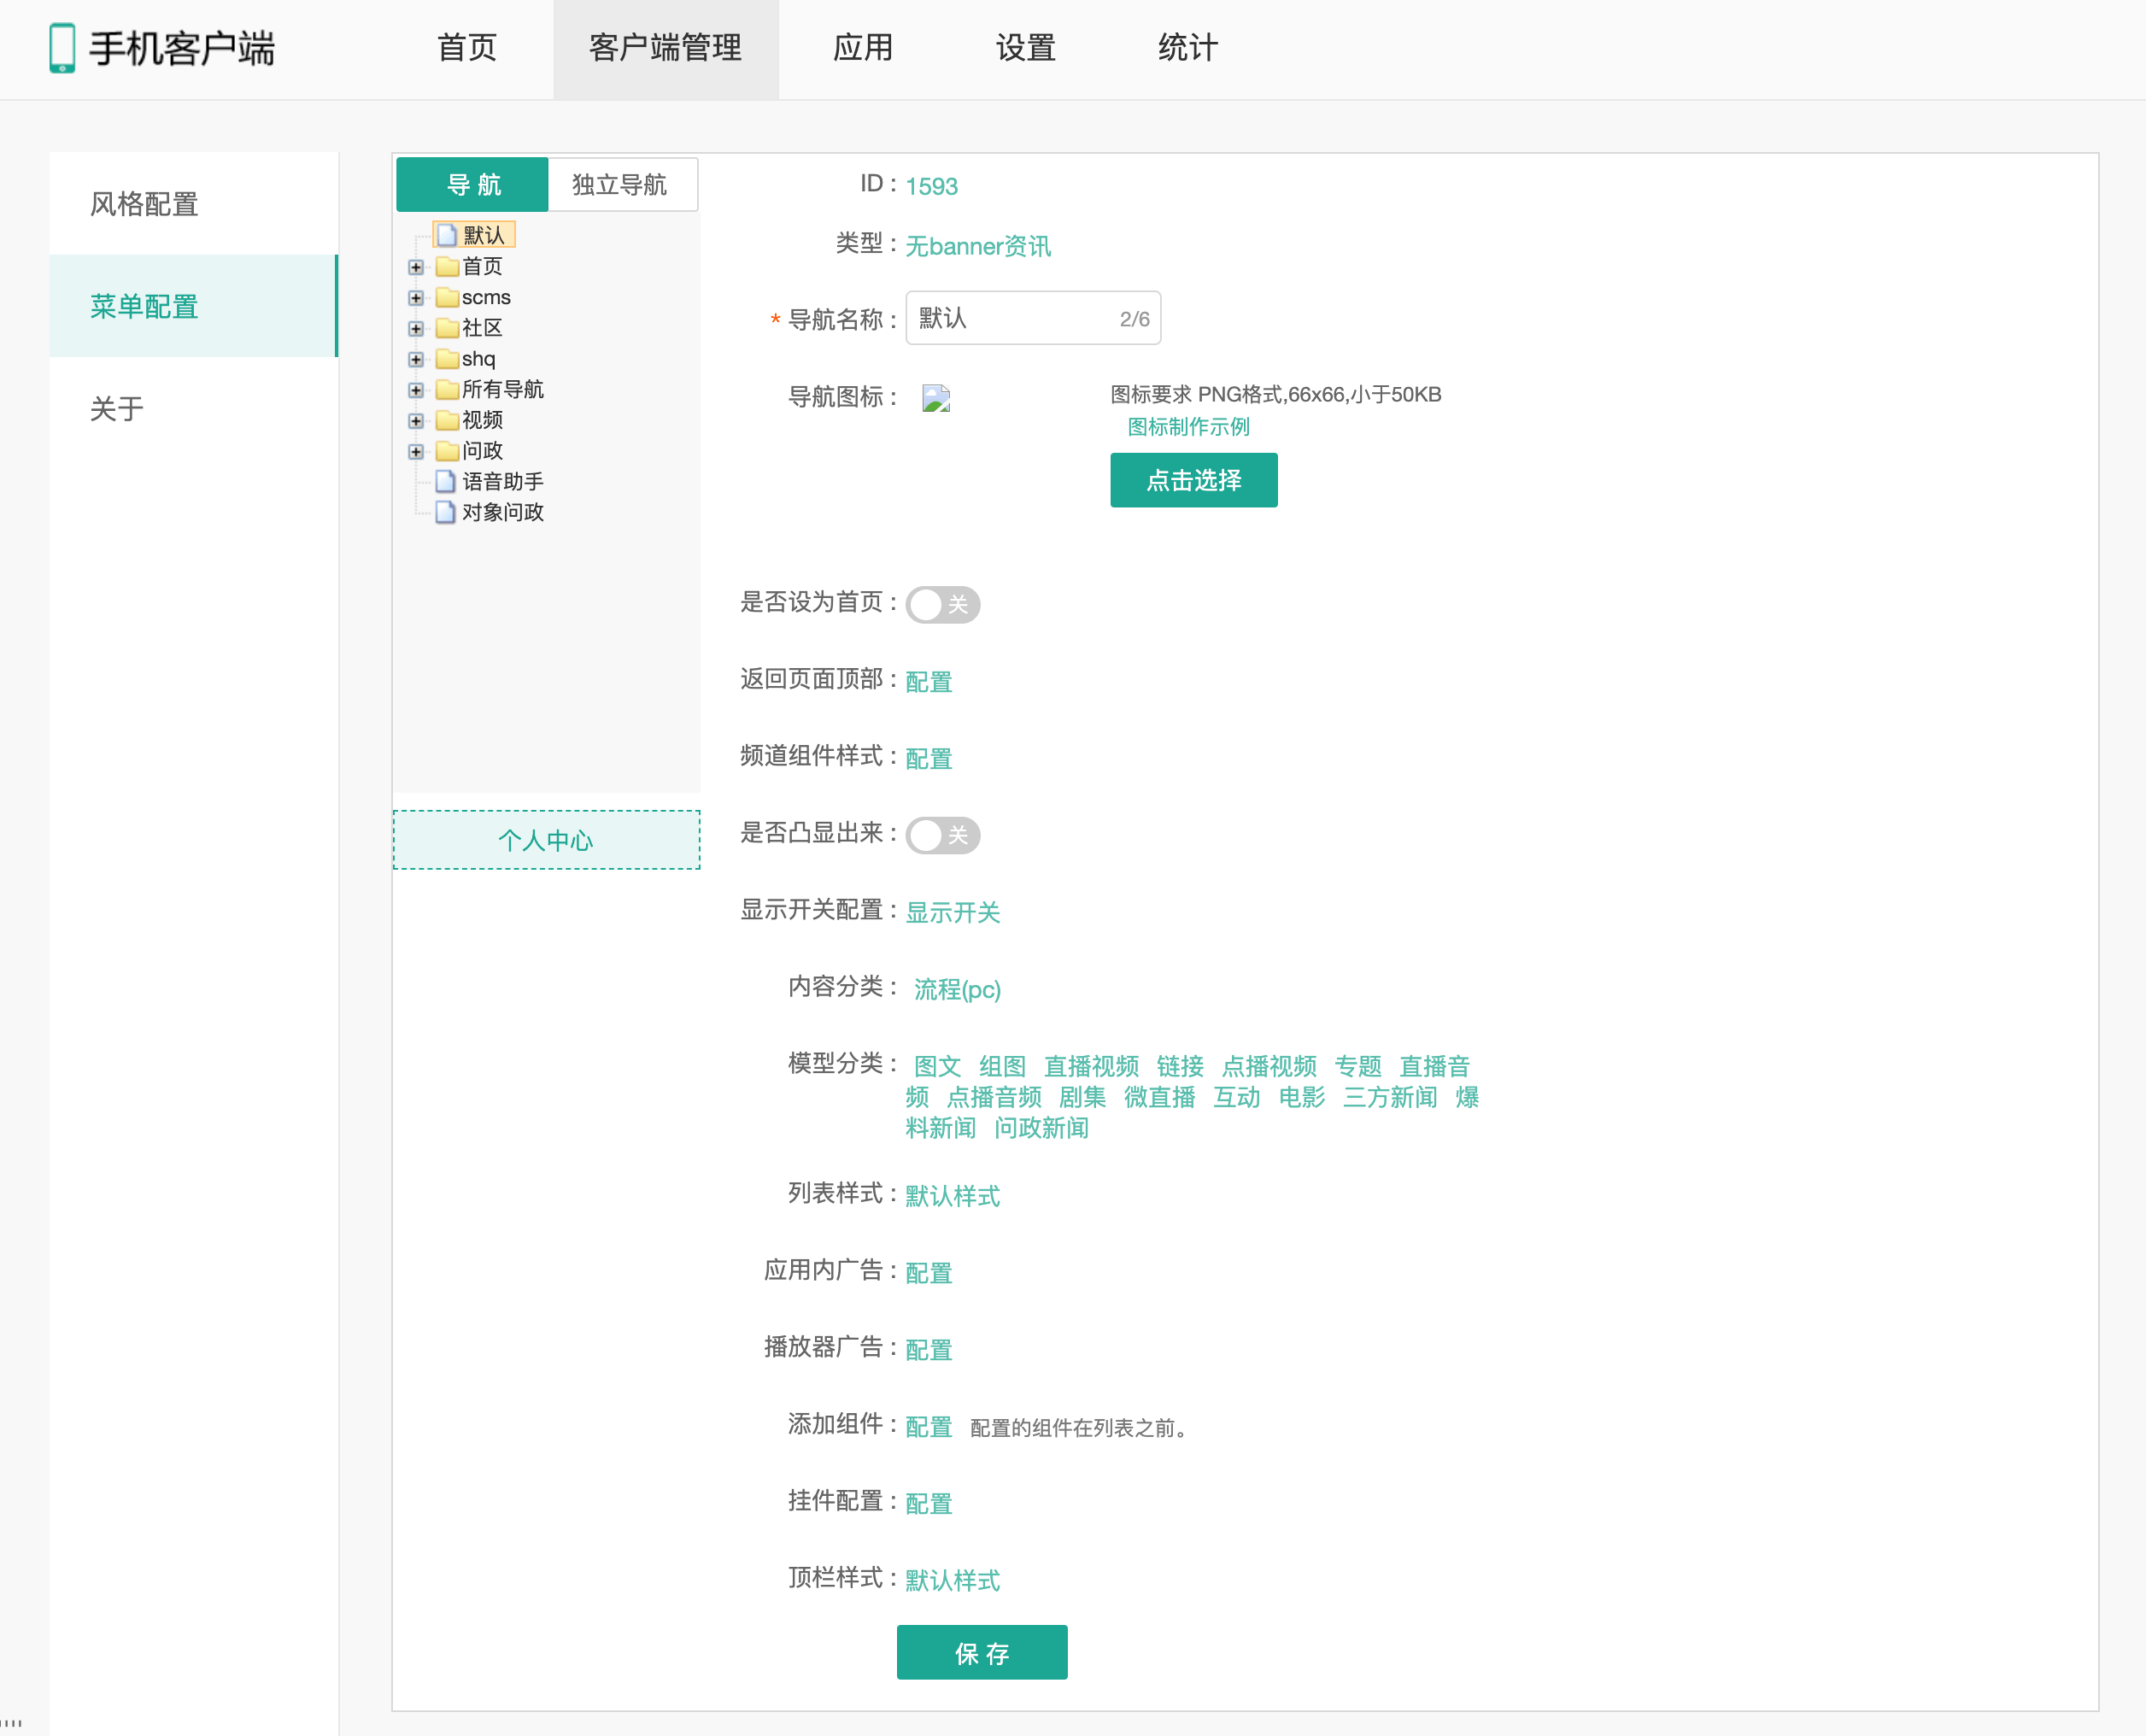 手机客户端 首页 客户端管理 应用 设置 统计
风格配置
菜单配置
关于
导 航 独立导航
默认
首页
scms
社区
shq
所有导航
视频
问政
语音助手
对象问政
个人中心
ID : 1593
类型 : 无banner资讯
* 导航名称 : 默认 2/6
导航图标 : 图标要求 PNG格式,66x66,小于50KB
图标制作示例
点击选择
是否设为首页 : 关
返回页面顶部 : 配置
频道组件样式 : 配置
是否凸显出来 : 关
显示开关配置 : 显示开关
内容分类 : 流程(pc)
模型分类 : 图文 组图 直播视频 链接 点播视频 专题 直播音
频 点播音频 剧集 微直播 互动 电影 三方新闻 爆
料新闻 问政新闻
列表样式 : 默认样式
应用内广告 : 配置
播放器广告 : 配置
添加组件 : 配置 配置的组件在列表之前。
挂件配置 : 配置
顶栏样式 : 默认样式
保 存